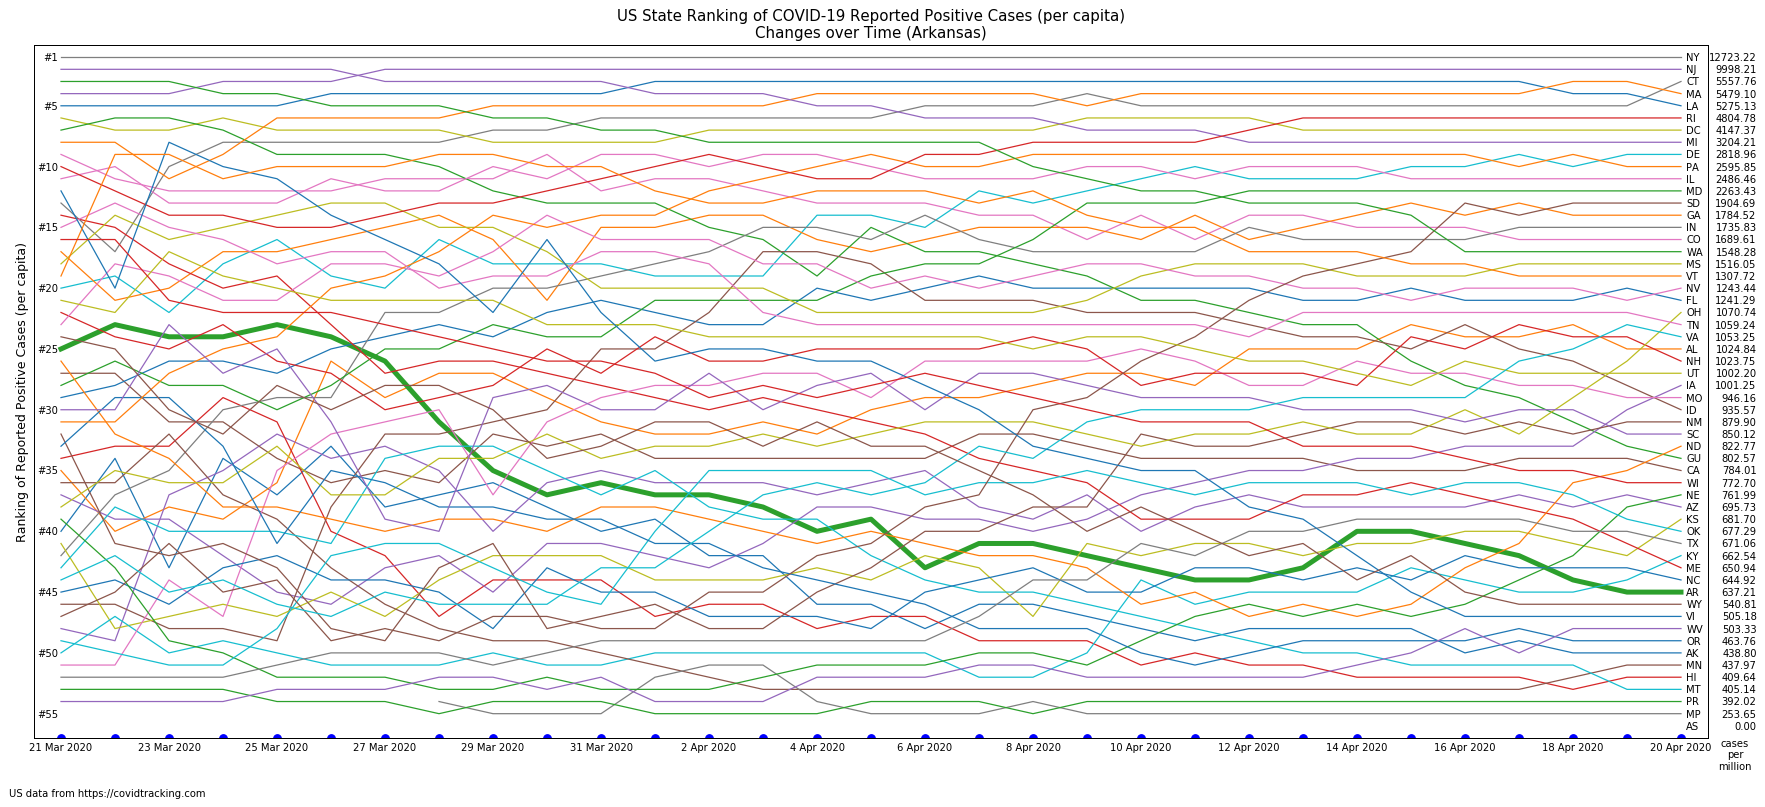 US State Ranking of COVID-19 Reported Positive Cases (per capita)
Changes over Time (Arkansas)
Ranking of Reported Positive Cases (per capita)
#1
#5
#10
#15
#20
#25
#30
#35
#40
#45
#50
#55
NY 12723.22
NJ 9998.21
CT 5557.76
MA 5479.10
LA 5275.13
RI 4804.78
DC 4147.37
MI 3204.21
DE 2818.96
PA 2595.85
IL 2486.46
MD 2263.43
SD 1904.69
GA 1784.52
IN 1735.83
CO 1689.61
WA 1548.28
MS 1516.05
VT 1307.72
NV 1243.44
FL 1241.29
OH 1070.74
TN 1059.24
VA 1053.25
AL 1024.84
NH 1023.75
UT 1002.20
IA 1001.25
MO 946.16
ID 935.57
NM 879.90
SC 850.12
ND 822.77
GU 802.57
CA 784.01
WI 772.70
NE 761.99
AZ 695.73
KS 681.70
OK 677.29
TX 671.06
KY 662.54
ME 650.94
NC 644.92
AR 637.21
WY 540.81
VI 505.18
WV 503.33
OR 463.76
AK 438.80
MN 437.97
HI 409.64
MT 405.14
PR 392.02
MP 253.65
AS 0.00
21 Mar 2020 23 Mar 2020 25 Mar 2020 27 Mar 2020 29 Mar 2020 31 Mar 2020 2 Apr 2020 4 Apr 2020 6 Apr 2020 8 Apr 2020 10 Apr 2020 12 Apr 2020 14 Apr 2020 16 Apr 2020 18 Apr 2020 20 Apr 2020
cases
per
million
US data from https://covidtracking.com